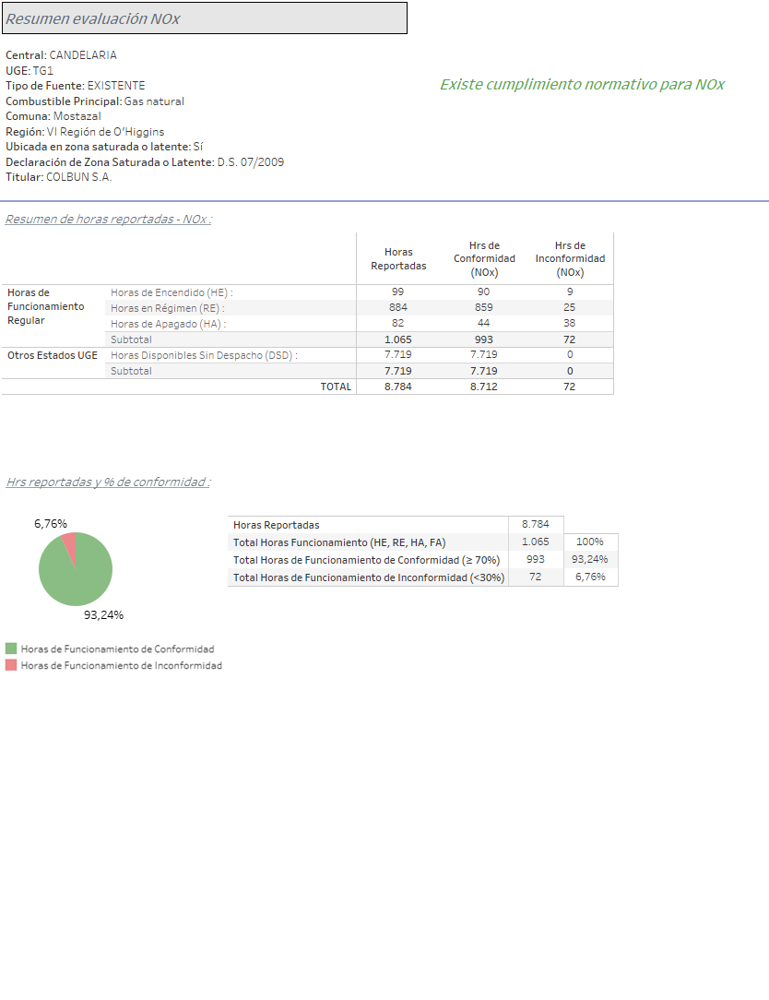 Resumen evaluación NOx
Central: CANDELARIA
UGE: TG1
Tipo de Fuente: EXISTENTE
Combustible Principal: Gas natural
Comuna: Mostazal
Región: VI Región de O’Higgins
Ubicada en zona saturada o latente: Sí
Declaración de Zona Saturada o Latente: D.S. 07/2009
Titular: COLBUN S.A.
Existe cumplimiento normativo para NOx
Resumen de horas reportadas - NOx :
Horas Reportadas Hrs de Conformidad (NOx) Hrs de Inconformidad (NOx)
Horas de Funcionamiento Regular Horas de Encendido (HE) : 99 90 9
Horas en Régimen (RE) : 884 859 25
Horas de Apagado (HA) : 82 44 38
Subtotal 1.065 993 72
Otros Estados UGE Horas Disponibles Sin Despacho (DSD) : 7.719 7.719 0
Subtotal 7.719 7.719 0
TOTAL 8.784 8.712 72
Hrs reportadas y % de conformidad :
6,76%
93,24%
Horas de Funcionamiento de Conformidad
Horas de Funcionamiento de Inconformidad
Horas Reportadas 8.784
Total Horas Funcionamiento (HE, RE, HA, FA) 1.065 100%
Total Horas de Funcionamiento de Conformidad (≥ 70%) 993 93,24%
Total Horas de Funcionamiento de Inconformidad (<30%) 72 6,76%